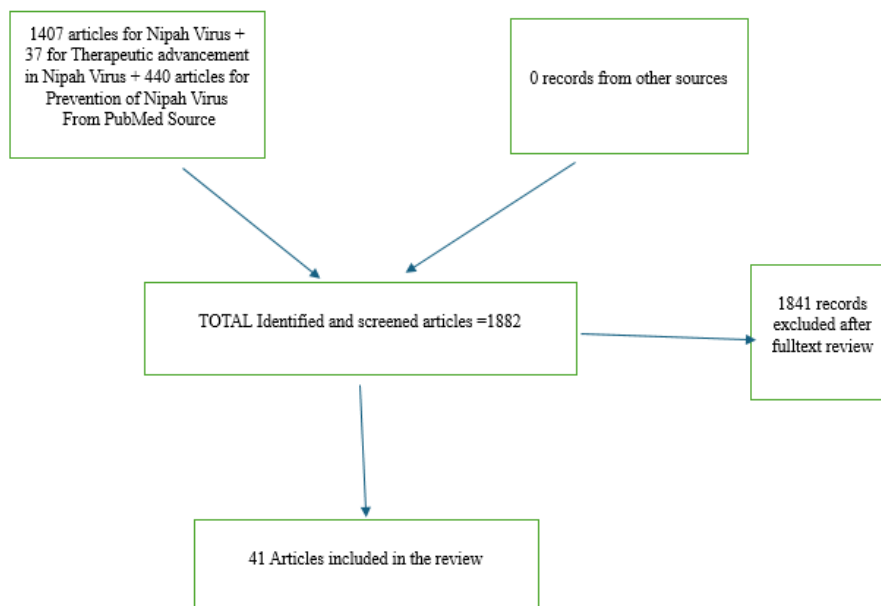 1407 articles for Nipah Virus +
37 for Therapeutic advancement
in Nipah Virus + 440 articles for
Prevention of Nipah Virus
From PubMed Source
0 records from other sources
TOTAL Identified and screened articles =1882
1841 records
excluded after
fulltext review
41 Articles included in the review